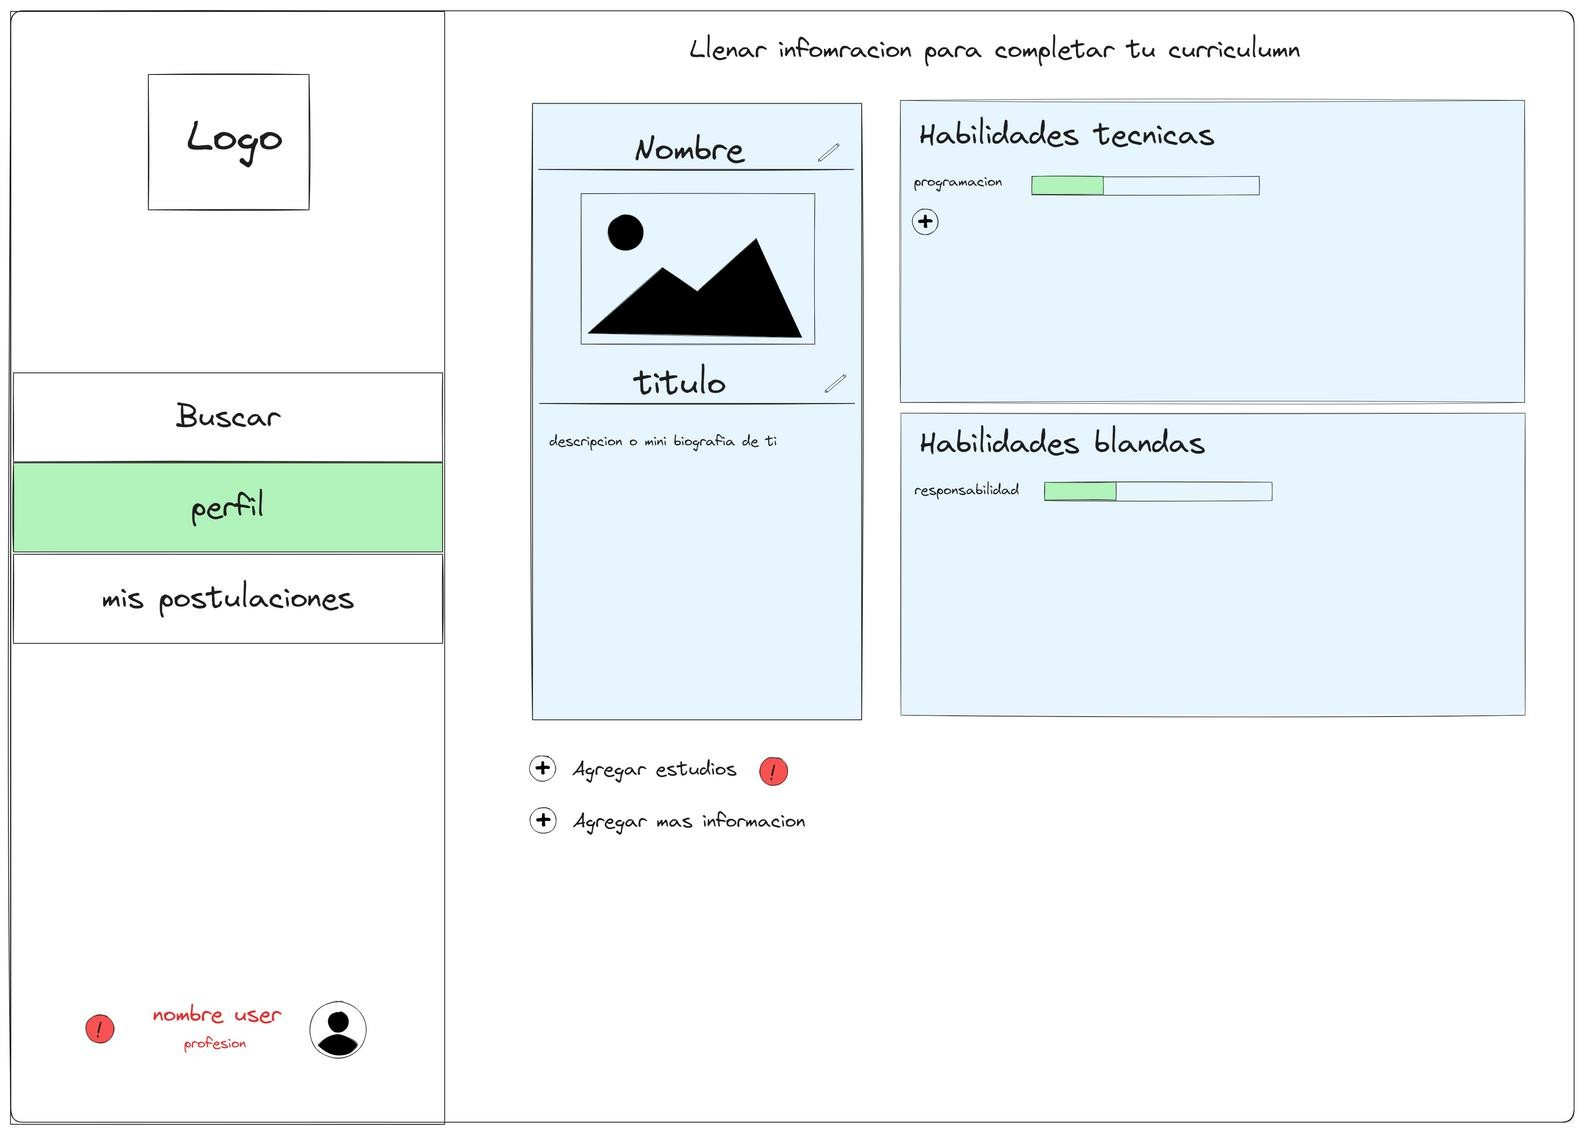 Logo
Buscar
perfil
mis postulaciones
!
nombre user
profesion
Llenar infomracion para completar tu curriculumn
Nombre
titulo
descripcion o mini biografia de ti
Habilidades tecnicas
programacion
+
Habilidades blandas
responsabilidad
+ Agregar estudios !
+ Agregar mas informacion